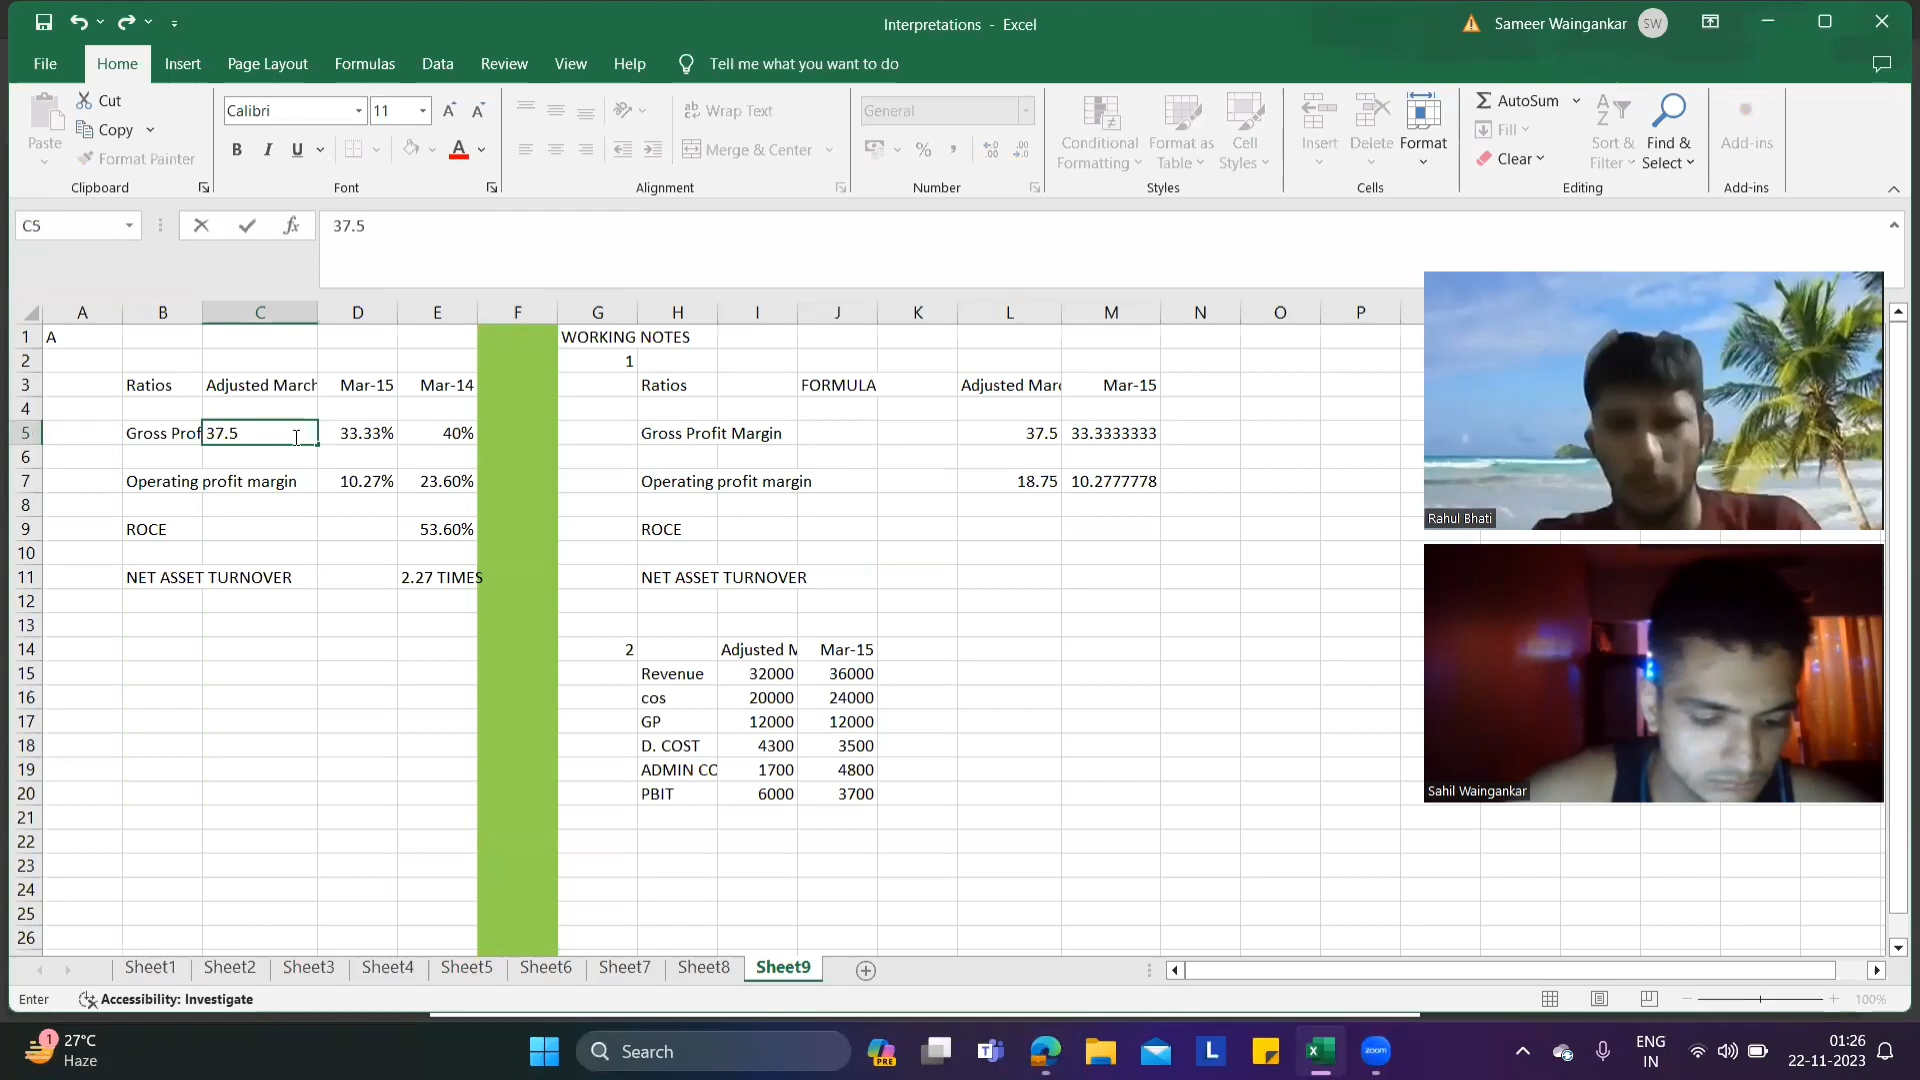 Interpretations - Excel
Sameer Waingankar
SW
File
Home
Insert
Page Layout
Formulas
Data
Review
View
Help
Tell me what you want to do
Paste
Cut
Copy
Format Painter
Clipboard
Calibri
11
A
A
B
I
U
A
Font
Wrap Text
Merge & Center
Alignment
General
%
Number
Conditional Formatting
Format as Table
Cell Styles
Styles
Insert
Delete
Format
Cells
AutoSum
Fill
Clear
Sort & Filter
Find & Select
Editing
Add-ins
Add-ins
C5
fx
37.5
A B C D E F G H I J K L M N O P
1 A WORKING NOTES
2 1
3 Ratios Adjusted March Mar-15 Mar-14 Ratios FORMULA Adjusted Marc Mar-15
4
5 Gross Prof 37.5 33.33% 40% Gross Profit Margin 37.5 33.3333333
6
7 Operating profit margin 10.27% 23.60% Operating profit margin 18.75 10.2777778
8
9 ROCE 53.60% ROCE
10
11 NET ASSET TURNOVER 2.27 TIMES NET ASSET TURNOVER
12
13
14 2 Adjusted M Mar-15
15 Revenue 32000 36000
16 cos 20000 24000
17 GP 12000 12000
18 D. COST 4300 3500
19 ADMIN CO 1700 4800
20 PBIT 6000 3700
21
22
23
24
25
26
Rahul Bhati
Sahil Waingankar
Sheet1 Sheet2 Sheet3 Sheet4 Sheet5 Sheet6 Sheet7 Sheet8 Sheet9
Enter
Accessibility: Investigate
100%
1
27°C
Haze
Search
PRE
L
zoom
ENG
IN
01:26
22-11-2023